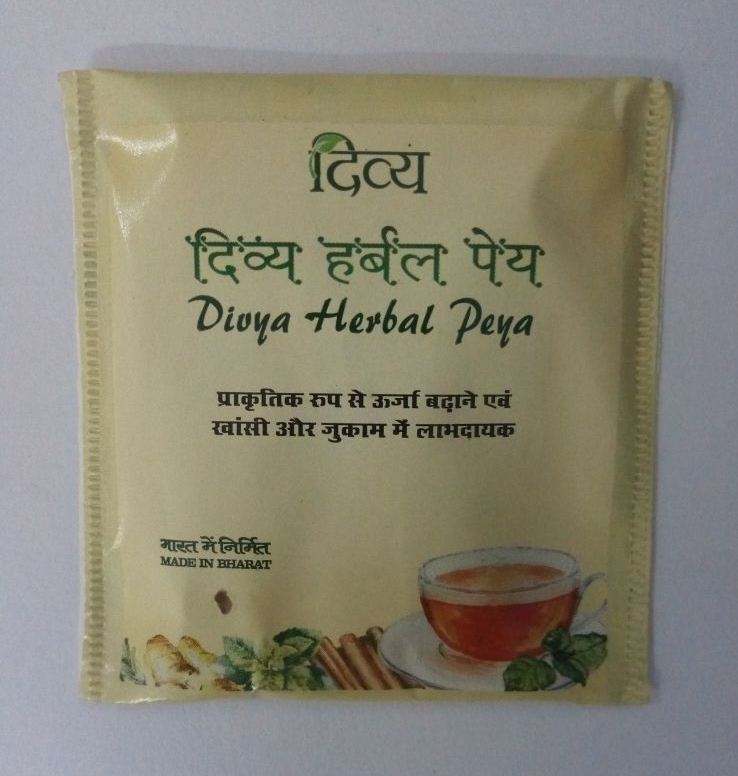 दिव्य
दिव्य हर्बल पेय
Divya Herbal Peya
प्राकृतिक रुप से ऊर्जा बढ़ाने एवं
खांसी और जुकाम में लाभदायक
भारत में निर्मित
MADE IN BHARAT